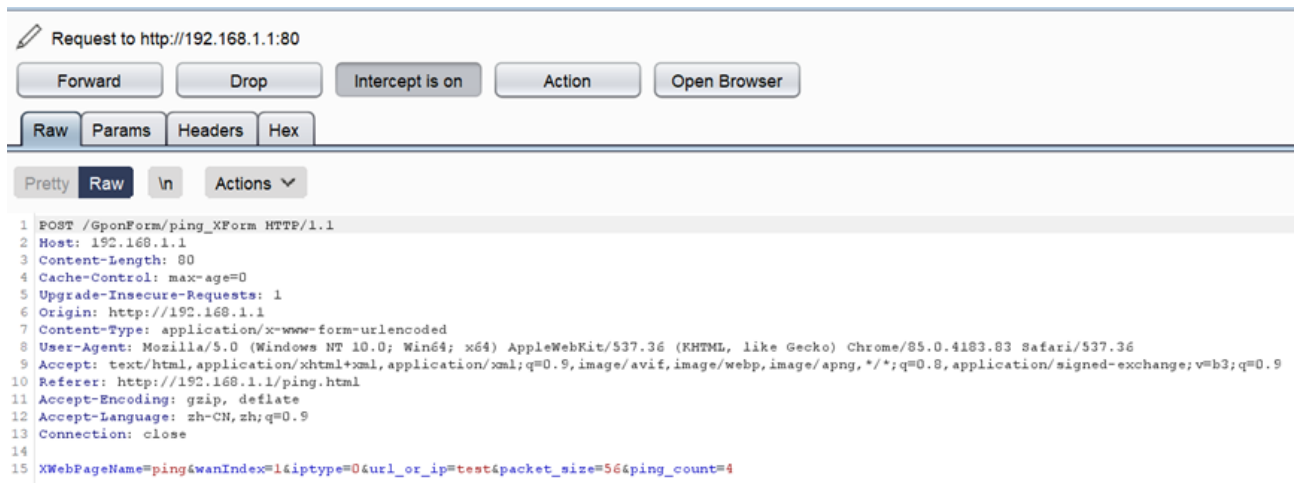 Request to http://192.168.1.1:80
Forward Drop Intercept is on Action Open Browser
Raw Params Headers Hex
Pretty Raw \n Actions
1 POST /GponForm/ping_XForm HTTP/1.1
2 Host: 192.168.1.1
3 Content-Length: 80
4 Cache-Control: max-age=0
5 Upgrade-Insecure-Requests: 1
6 Origin: http://192.168.1.1
7 Content-Type: application/x-www-form-urlencoded
8 User-Agent: Mozilla/5.0 (Windows NT 10.0; Win64; x64) AppleWebKit/537.36 (KHTML, like Gecko) Chrome/85.0.4183.83 Safari/537.36
9 Accept: text/html,application/xhtml+xml,application/xml;q=0.9,image/avif,image/webp,image/apng,*/*;q=0.8,application/signed-exchange;v=b3;q=0.9
10 Referer: http://192.168.1.1/ping.html
11 Accept-Encoding: gzip, deflate
12 Accept-Language: zh-CN,zh;q=0.9
13 Connection: close
14
15 XWebPageName=ping&wanIndex=1&iptype=0&url_or_ip=test&packet_size=56&ping_count=4